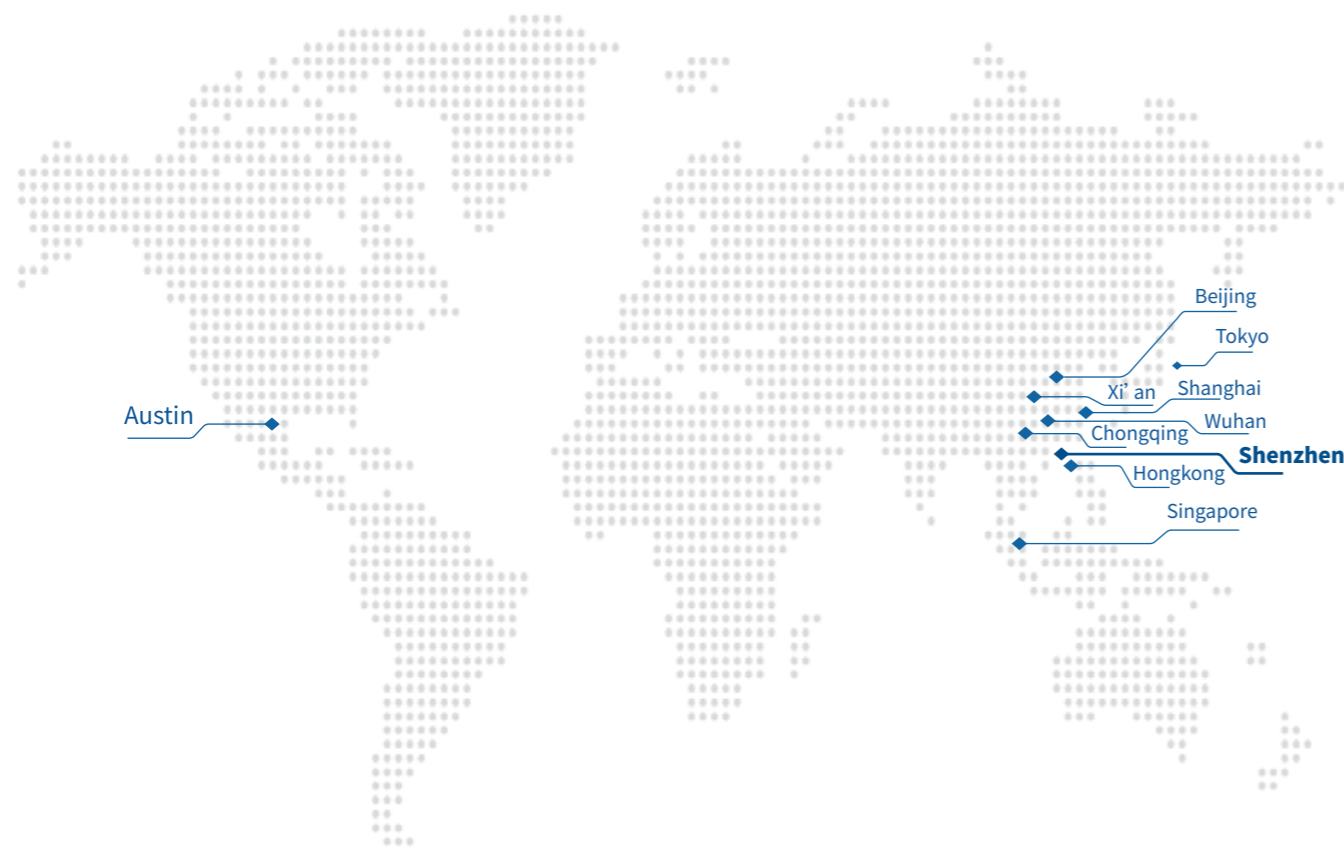 Beijing
Tokyo
Xi’ an
Shanghai
Austin
Wuhan
Chongqing
Shenzhen
Hongkong
Singapore